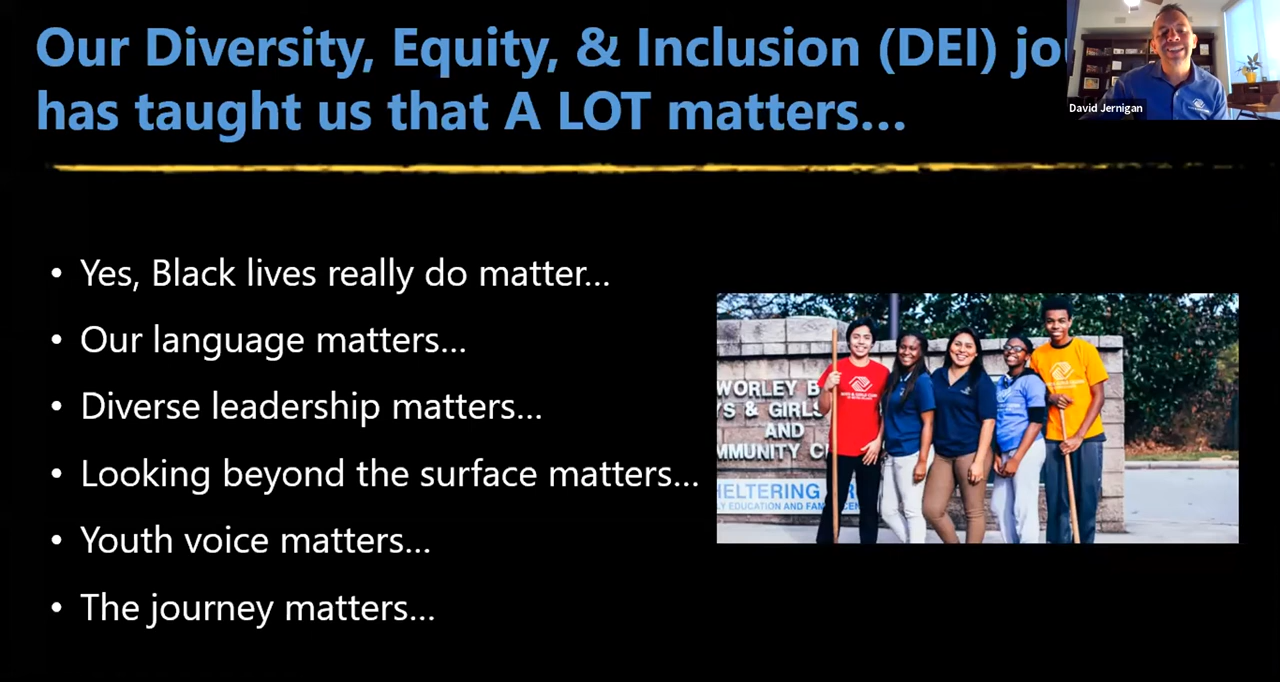 Our Diversity, Equity, & Inclusion (DEI)
has taught us that A LOT matters...
David Jernigan
• Yes, Black lives really do matter...
• Our language matters...
• Diverse leadership matters...
• Looking beyond the surface matters...
• Youth voice matters...
• The journey matters...
WORLEY B
YS & GIRLS
AND
MMUNITY C
HELTERING
Y EDUCATION AND FAM CEN